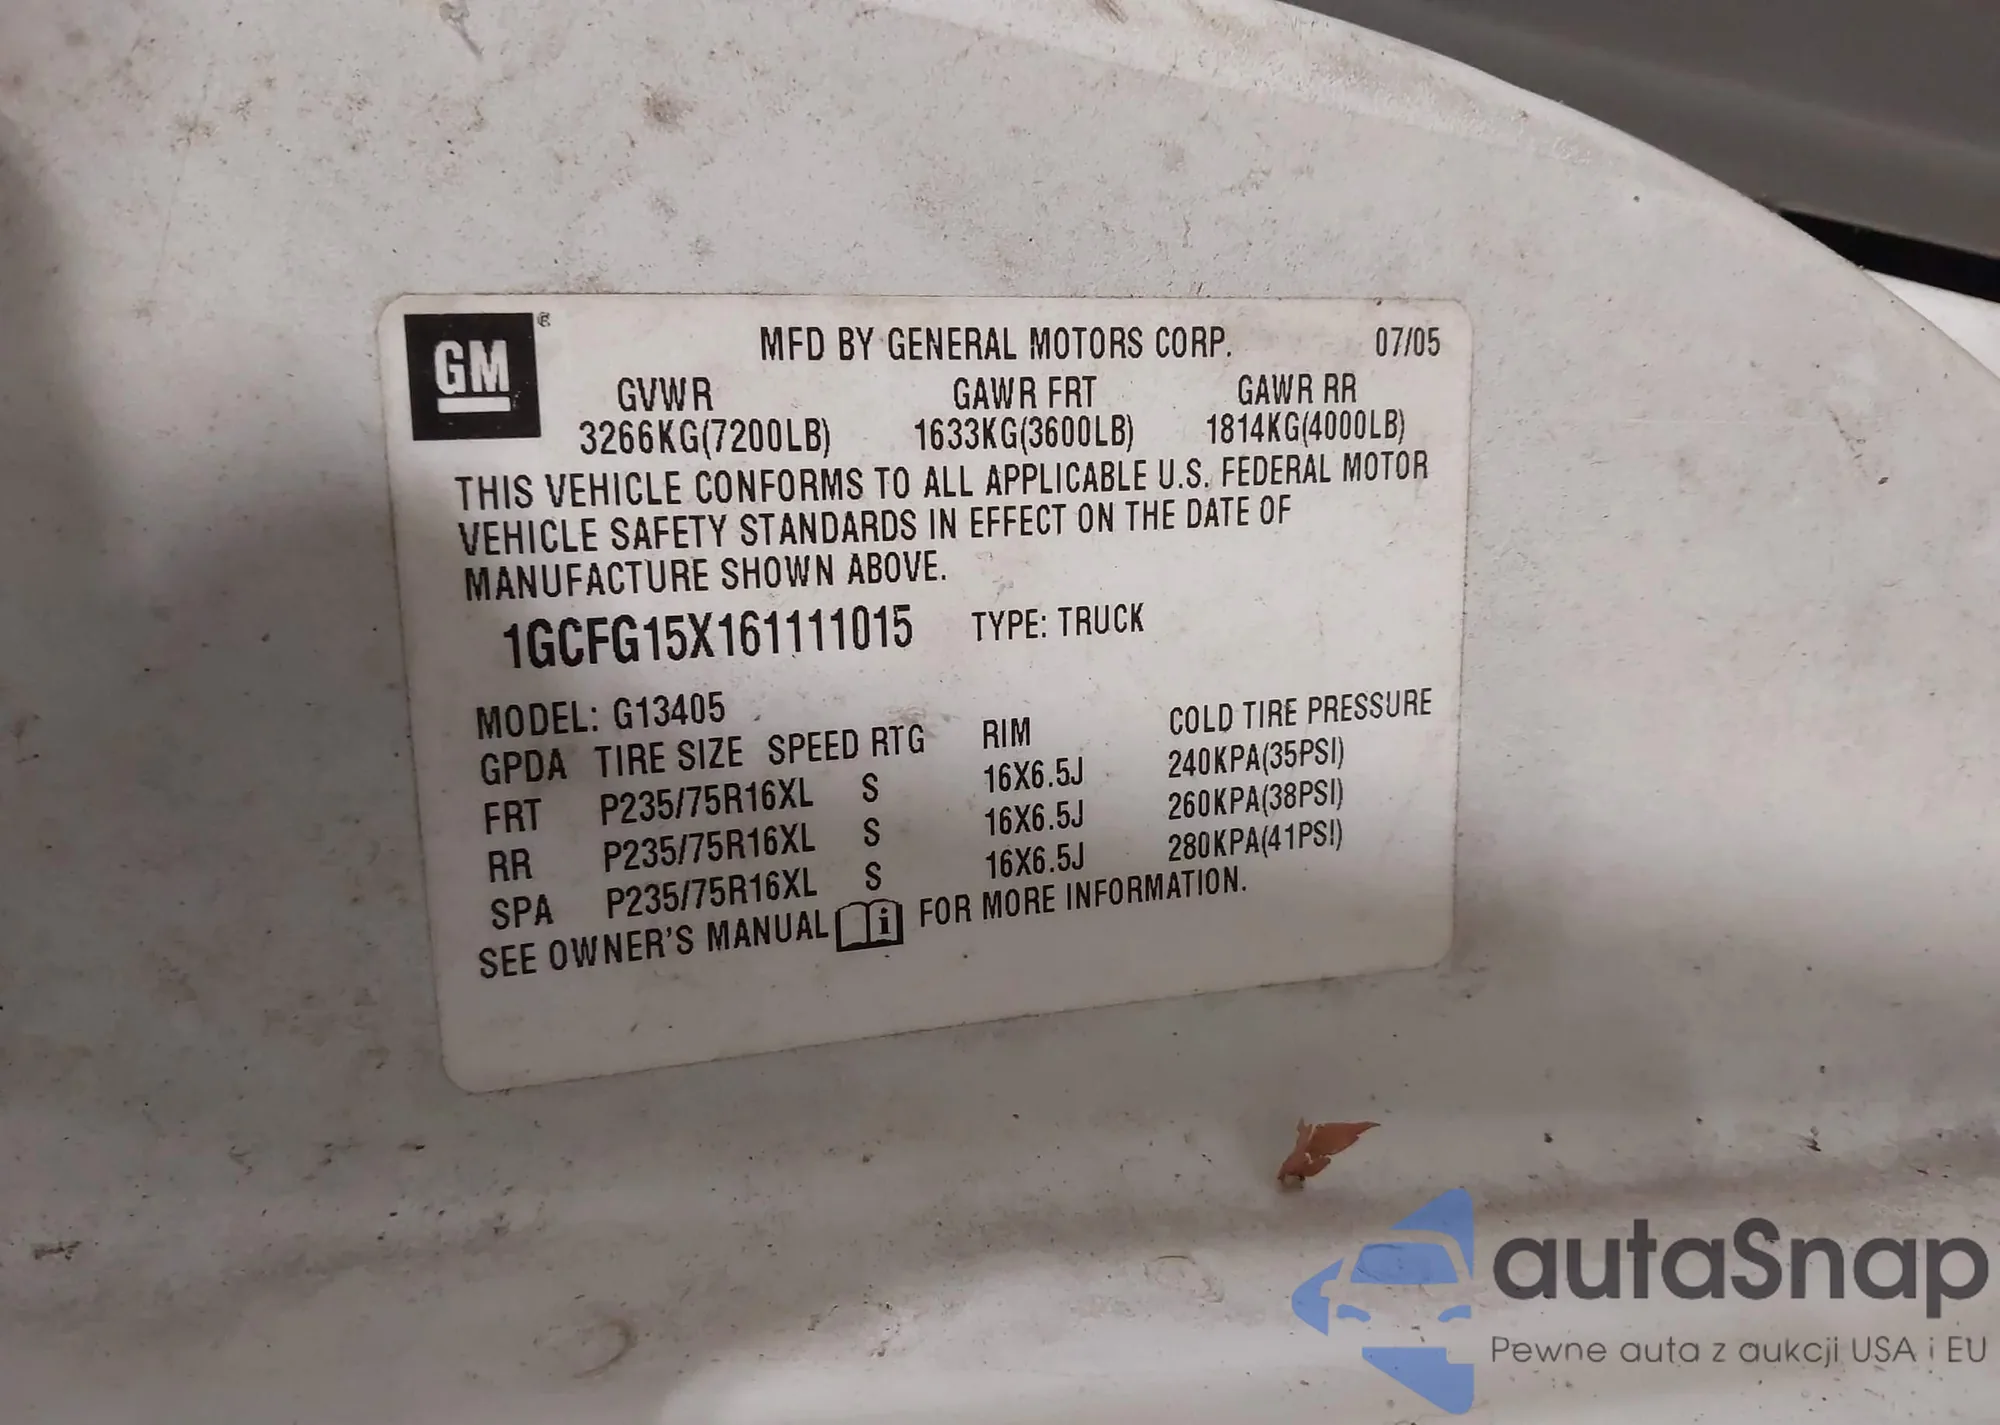 GM ®
MFD BY GENERAL MOTORS CORP. 07/05
GVWR GAWR FRT GAWR RR
3266KG(7200LB) 1633KG(3600LB) 1814KG(4000LB)
THIS VEHICLE CONFORMS TO ALL APPLICABLE U.S. FEDERAL MOTOR
VEHICLE SAFETY STANDARDS IN EFFECT ON THE DATE OF
MANUFACTURE SHOWN ABOVE.
1GCFG15X161111015 TYPE: TRUCK
MODEL: G13405
GPDA TIRE SIZE SPEED RTG RIM COLD TIRE PRESSURE
FRT P235/75R16XL S 16X6.5J 240KPA(35PSI)
RR P235/75R16XL S 16X6.5J 260KPA(38PSI)
SPA P235/75R16XL S 16X6.5J 280KPA(41PSI)
SEE OWNER'S MANUAL i FOR MORE INFORMATION.
autaSnap
Pewne auta z aukcji USA i EU